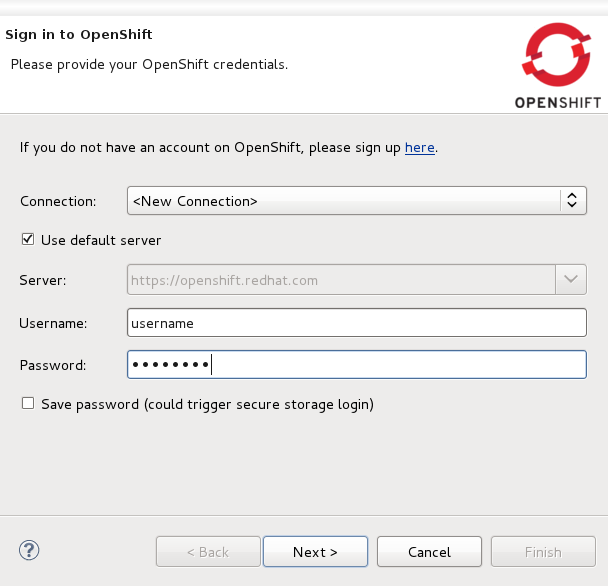 Sign in to OpenShift
Please provide your OpenShift credentials.
OPENSHIFT
If you do not have an account on OpenShift, please sign up here.
Connection: <New Connection>
Use default server
Server: https://openshift.redhat.com
Username: username
Password: ••••••••
Save password (could trigger secure storage login)
? < Back Next > Cancel Finish